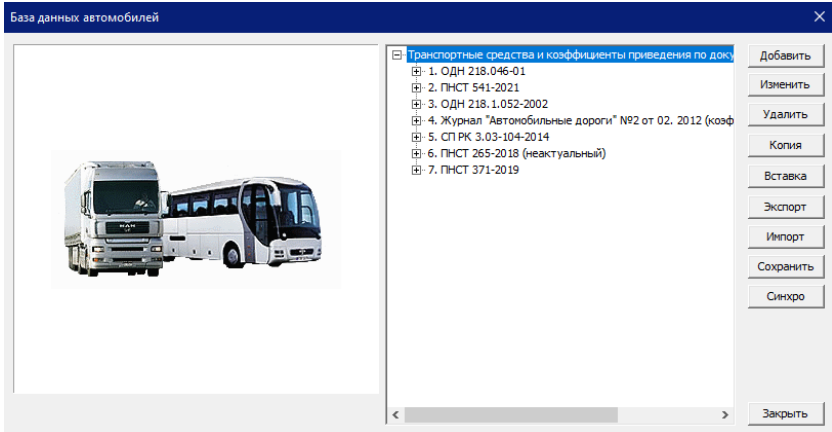 База данных автомобилей
Транспортные средства и коэффициенты приведения по доку
1. ОДН 218.046-01
2. ПНСТ 541-2021
3. ОДН 218.1.052-2002
4. Журнал "Автомобильные дороги" №2 от 02. 2012 (коэф
5. СП РК 3.03-104-2014
6. ПНСТ 265-2018 (неактуальный)
7. ПНСТ 371-2019
Добавить
Изменить
Удалить
Копия
Вставка
Экспорт
Импорт
Сохранить
Синхро
Закрыть
MAN